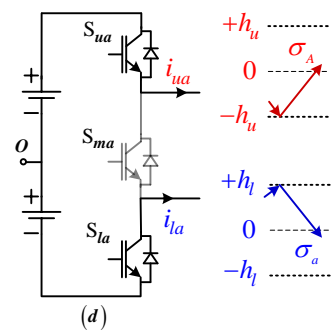 S_ua
+
−
i_ua
o
S_ma
+
−
i_la
S_la
(d)
+h_u
σ_A
0
−h_u
+h_l
0
σ_a
−h_l